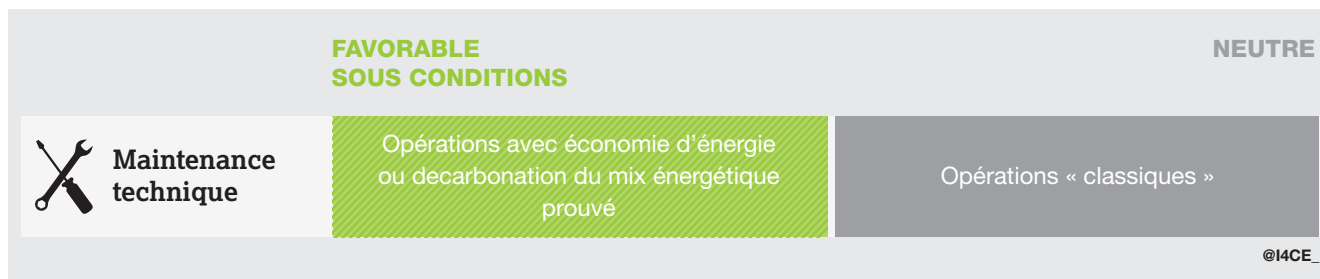 FAVORABLE
SOUS CONDITIONS
NEUTRE
Maintenance
technique
Opérations avec économie d’énergie
ou decarbonation du mix énergétique
prouvé
Opérations « classiques »
@I4CE_